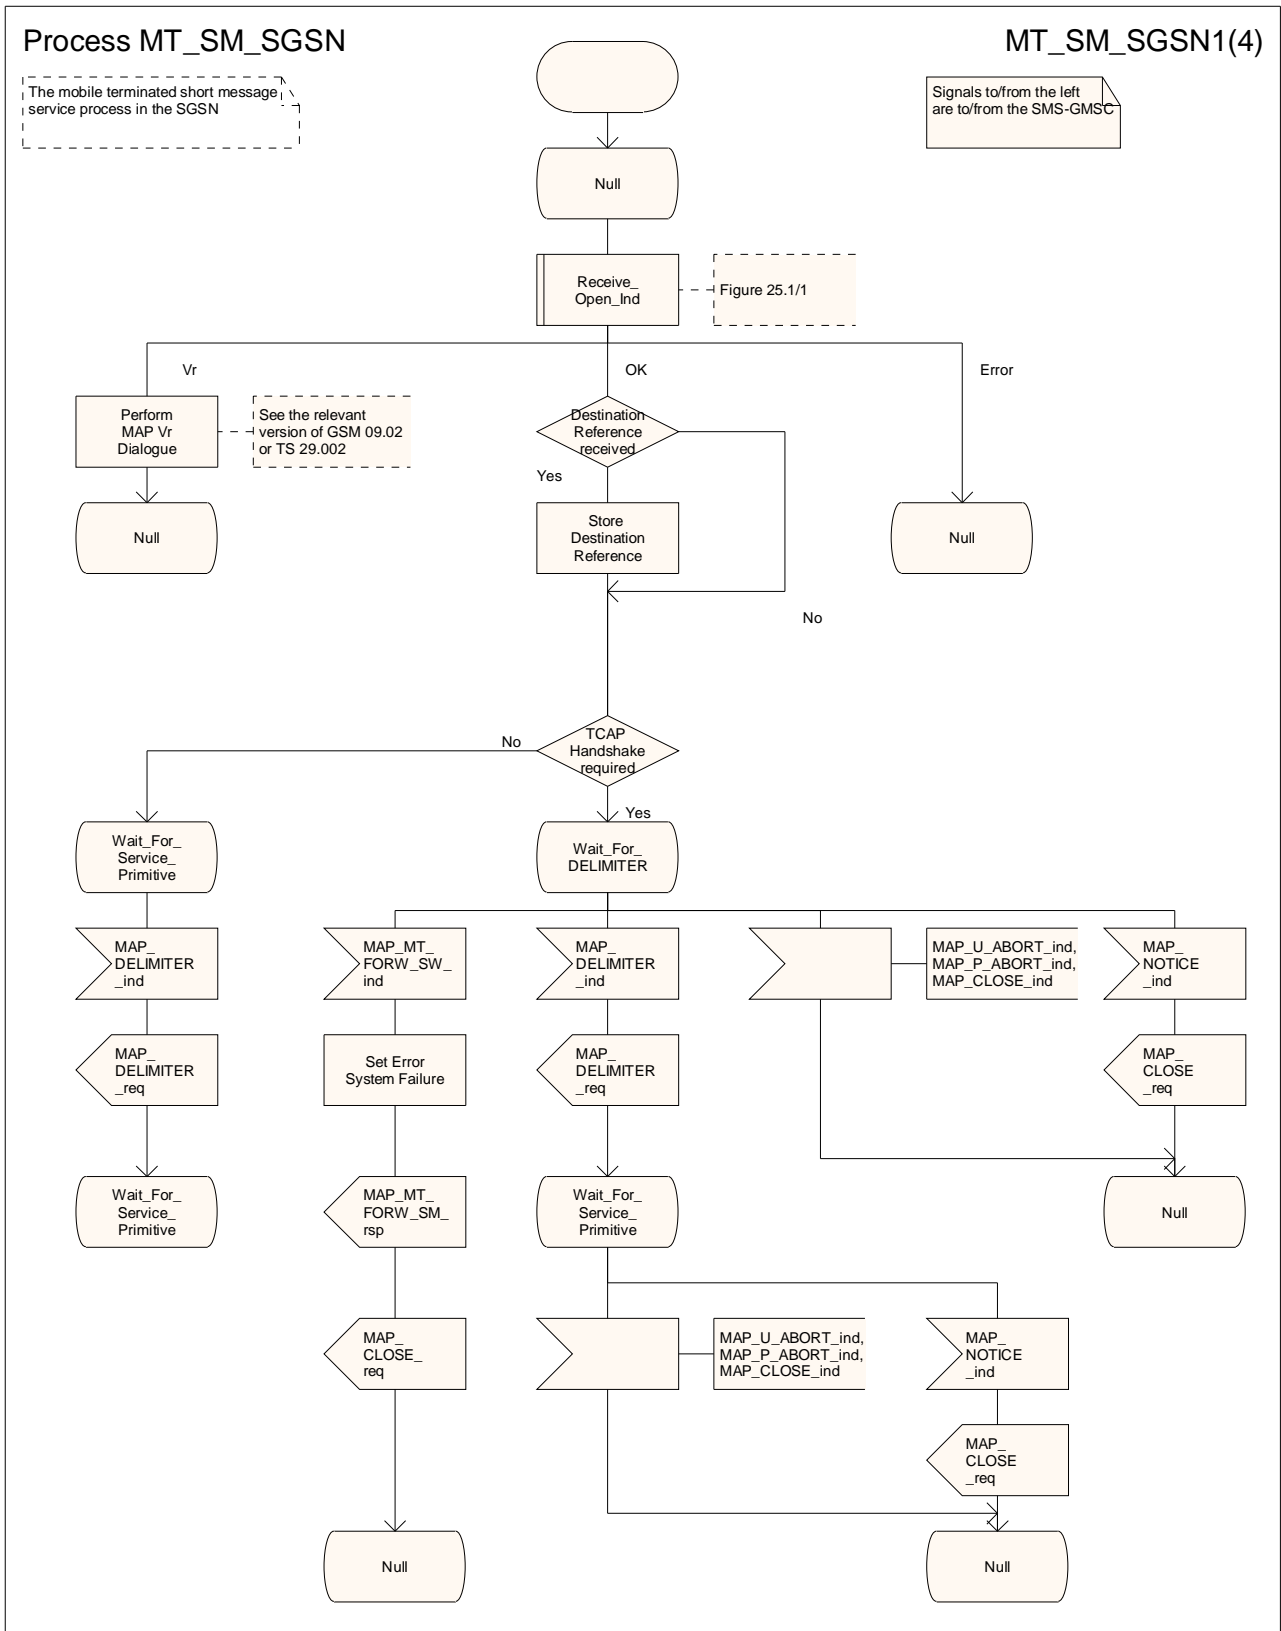 Process MT_SM_SGSN
MT_SM_SGSN1(4)
The mobile terminated short message
service process in the SGSN
Signals to/from the left
are to/from the SMS-GMSC
Null
Receive_
Open_Ind
Figure 25.1/1
Vr
OK
Error
Perform
MAP Vr
Dialogue
See the relevant
version of GSM 09.02
or TS 29.002
Destination
Reference
received
Yes
Null
Store
Destination
Reference
Null
No
TCAP
Handshake
required
No
Yes
Wait_For_
Service_
Primitive
Wait_For_
DELIMITER
MAP_
DELIMITER
_ind
MAP_MT_
FORW_SW_
ind
MAP_
DELIMITER
_ind
MAP_U_ABORT_ind,
MAP_P_ABORT_ind,
MAP_CLOSE_ind
MAP_
NOTICE
_ind
MAP_
DELIMITER
_req
Set Error
System Failure
MAP_
DELIMITER
_req
MAP_
CLOSE
_req
Wait_For_
Service_
Primitive
MAP_MT_
FORW_SM_
rsp
Wait_For_
Service_
Primitive
Null
MAP_
CLOSE_
req
MAP_U_ABORT_ind,
MAP_P_ABORT_ind,
MAP_CLOSE_ind
MAP_
NOTICE
_ind
MAP_
CLOSE
_req
Null
Null